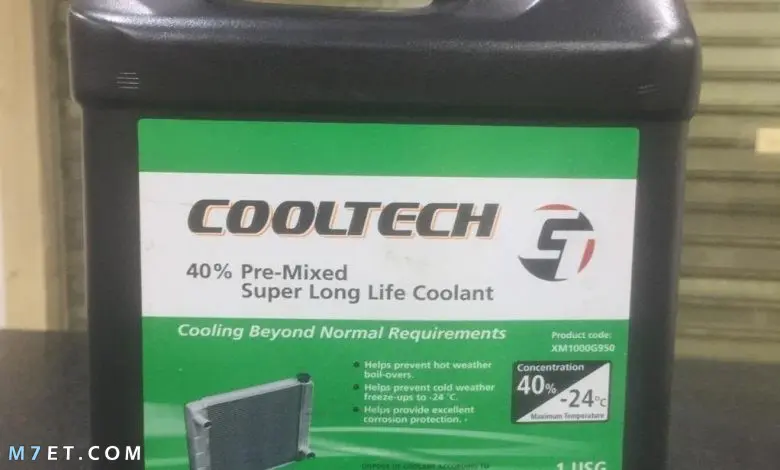 COOLTECH
ST
40% Pre-Mixed
Super Long Life Coolant
Cooling Beyond Normal Requirements
Product code:
XM1000G950
Helps prevent hot weather
boil-overs.
Helps prevent cold weather
freeze-ups to -24 °C.
Helps provide excellent
corrosion protection.
Concentration
40%
-24°C
Maximum Temperature
1 USG
M7ET.COM